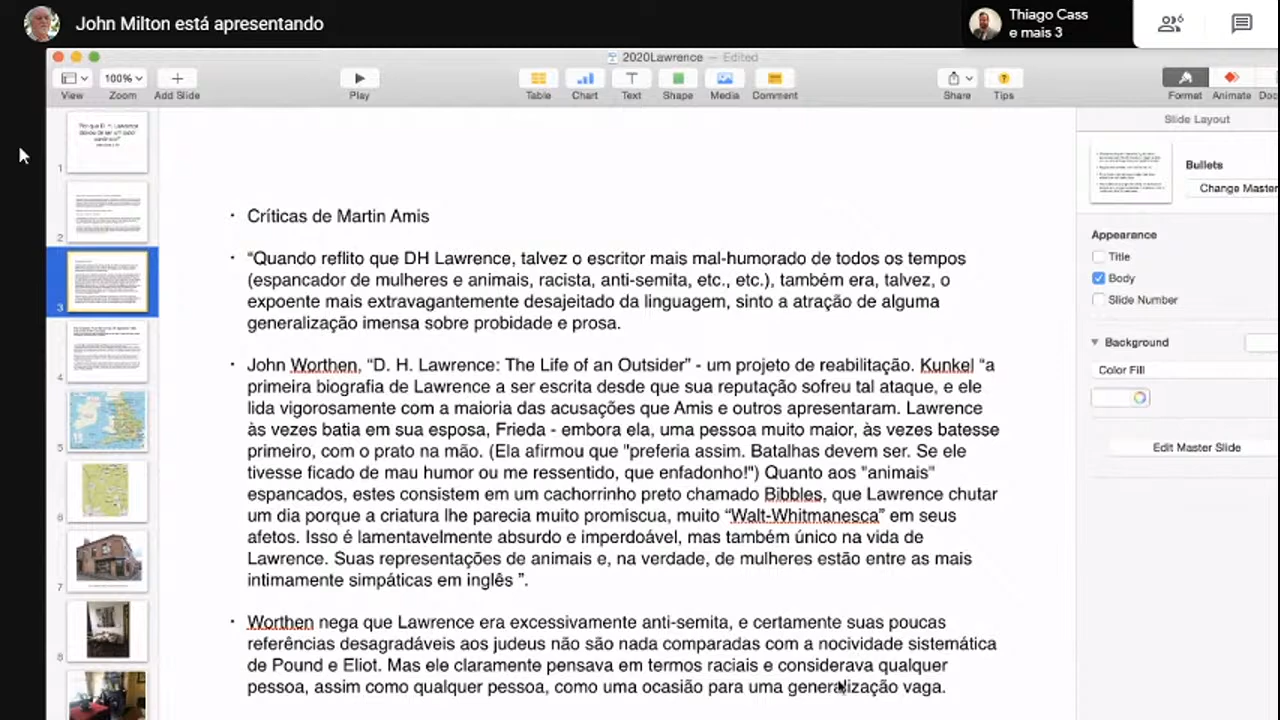 John Milton está apresentando
Thiago Cass
e mais 3
6
2020Lawrence — Edited
View
100%
Zoom
Add Slide
Play
Table
Chart
Text
Shape
Media
Comment
Share
Tips
Format
Animate
Doc
Slide Layout
Bullets
Change Master
Appearance
Title
Body
Slide Number
Background
Color Fill
Edit Master Slide
1
2
3
4
5
6
7
8
• Críticas de Martin Amis
• "Quando reflito que DH Lawrence, talvez o escritor mais mal-humorado de todos os tempos
(espancador de mulheres e animais, racista, anti-semita, etc., etc.), também era, talvez, o
expoente mais extravagantemente desajeitado da linguagem, sinto a atração de alguma
generalização imensa sobre probidade e prosa.
• John Worthen, “D. H. Lawrence: The Life of an Outsider” - um projeto de reabilitação. Kunkel “a
primeira biografia de Lawrence a ser escrita desde que sua reputação sofreu tal ataque, e ele
lida vigorosamente com a maioria das acusações que Amis e outros apresentaram. Lawrence
às vezes batia em sua esposa, Frieda - embora ela, uma pessoa muito maior, às vezes batesse
primeiro, com o prato na mão. (Ela afirmou que "preferia assim. Batalhas devem ser. Se ele
tivesse ficado de mau humor ou me ressentido, que enfadonho!") Quanto aos "animais"
espancados, estes consistem em um cachorrinho preto chamado Bibbles, que Lawrence chutar
um dia porque a criatura lhe parecia muito promíscua, muito “Walt-Whitmanesca” em seus
afetos. Isso é lamentavelmente absurdo e imperdoável, mas também único na vida de
Lawrence. Suas representações de animais e, na verdade, de mulheres estão entre as mais
intimamente simpáticas em inglês ”.
• Worthen nega que Lawrence era excessivamente anti-semita, e certamente suas poucas
referências desagradáveis aos judeus não são nada comparadas com a nocividade sistemática
de Pound e Eliot. Mas ele claramente pensava em termos raciais e considerava qualquer
pessoa, assim como qualquer pessoa, como uma ocasião para uma generalização vaga.